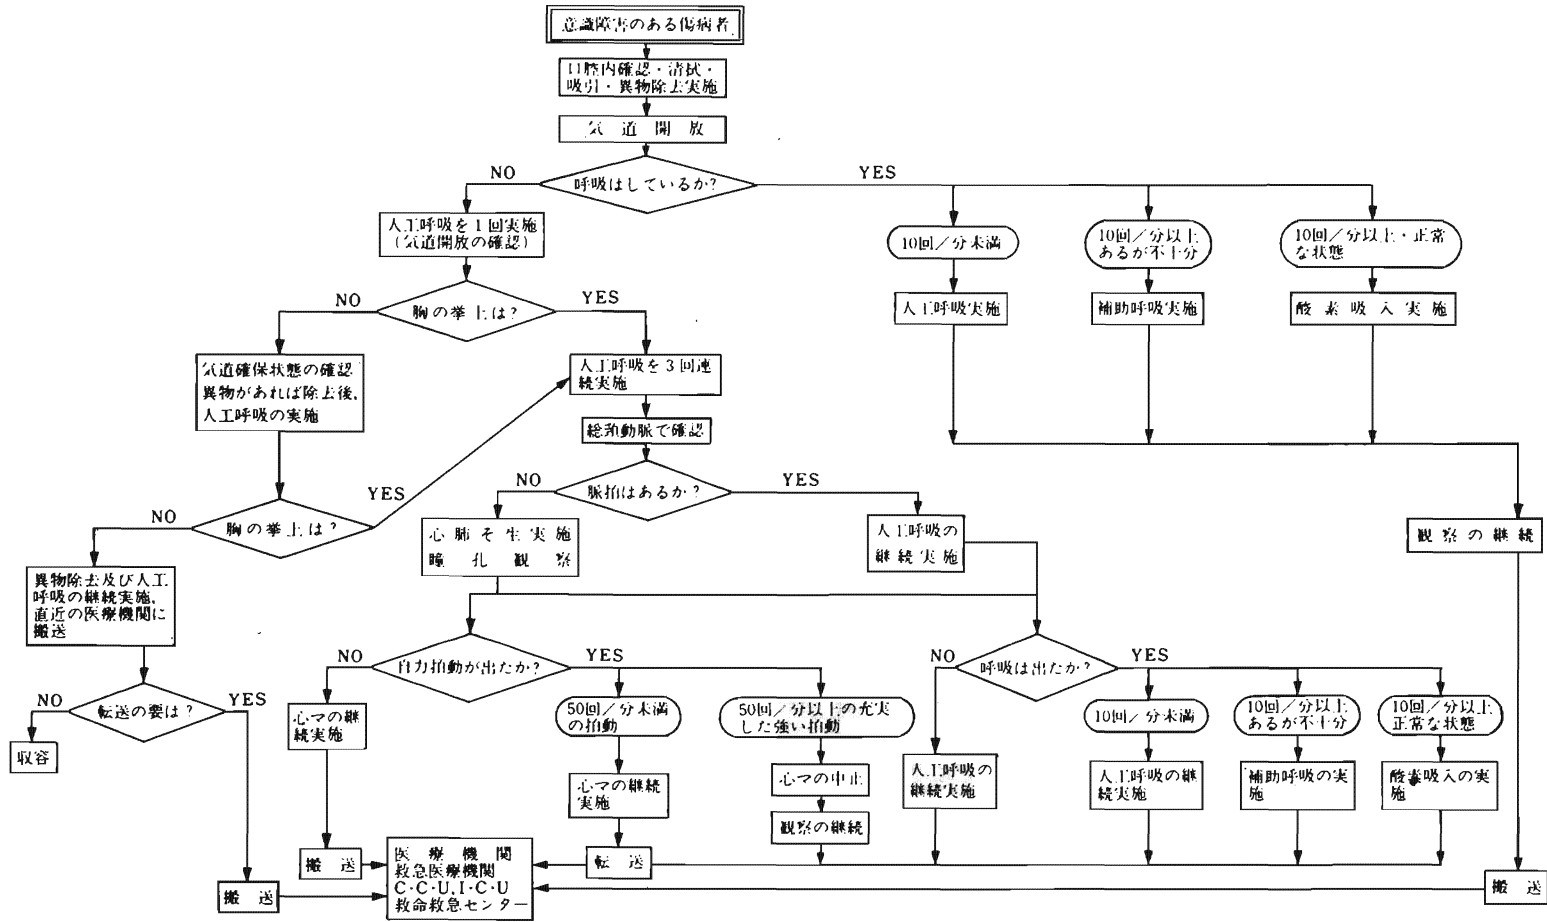 意識障害のある傷病者
口腔内確認・清拭・
吸引・異物除去実施
気道開放
呼吸はしているか?
NO
YES
人工呼吸を1回実施
(気道開放の確認)
10回/分未満
10回/分以上
あるが不十分
10回/分以上・正常
な状態
人工呼吸実施
補助呼吸実施
酸素吸入実施
胸の挙上は?
NO
YES
気道確保状態の確認
異物があれば除去後,
人工呼吸の実施
人工呼吸を3回連
続実施
総頚動脈で確認
脈拍はあるか?
NO
YES
胸の挙上は?
NO
YES
心肺そ生実施
瞳孔観察
人工呼吸の
継続実施
観察の継続
異物除去及び人工
呼吸の継続実施,
直近の医療機関に
搬送
自力拍動が出たか?
NO
YES
呼吸は出たか?
NO
YES
転送の要は?
NO
YES
収容
心マの継
続実施
50回/分未満
の拍動
50回/分以上の充実
した強い拍動
10回/分未満
10回/分以上
あるが不十分
10回/分以上
正常な状態
心マの継続
実施
心マの中止
観察の継続
人工呼吸の
継続実施
人工呼吸の継
続実施
補助呼吸の実
施
酸素吸入の実
施
搬送
転送
搬送
搬送
医療機関
救急医療機関
C・C・U,I・C・U
救命救急センター